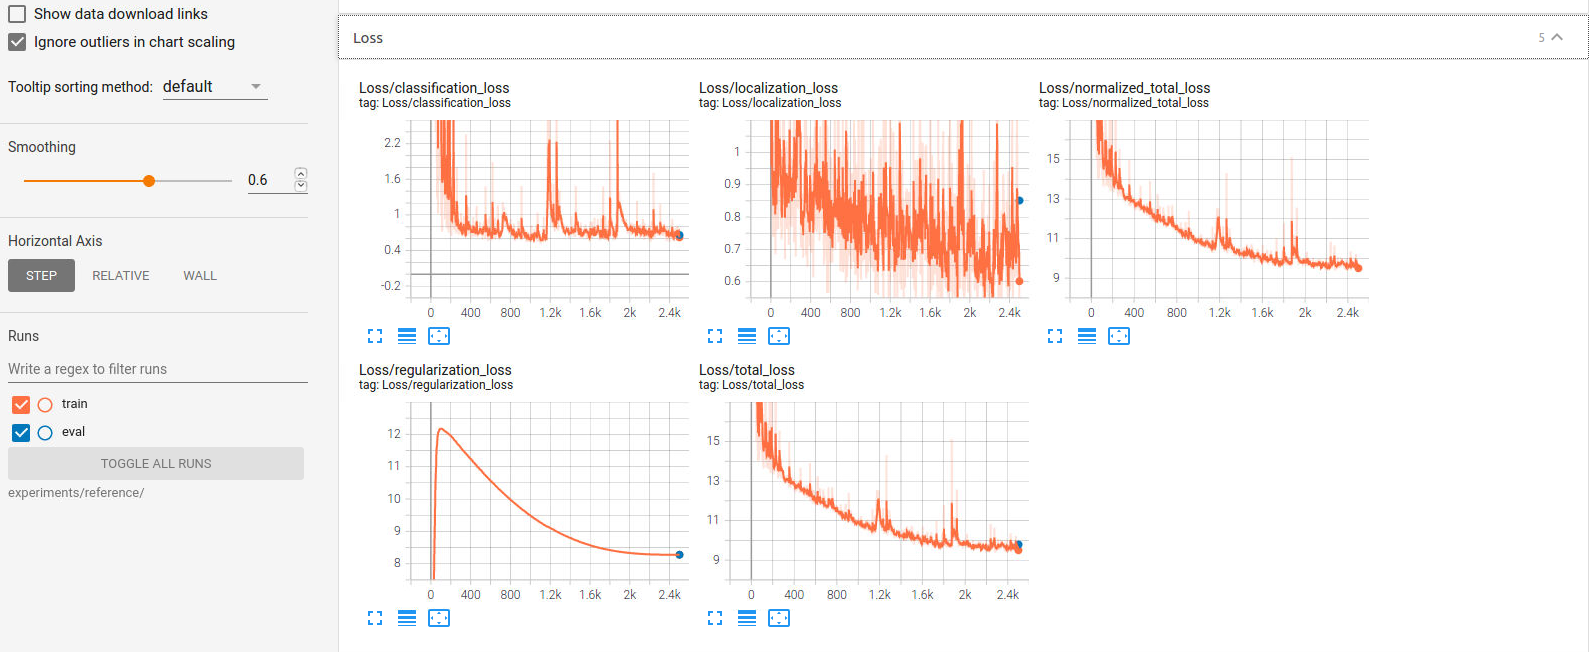 Show data download links
Ignore outliers in chart scaling
Tooltip sorting method: default
Smoothing
0.6
Horizontal Axis
STEP RELATIVE WALL
Runs
Write a regex to filter runs
train
eval
TOGGLE ALL RUNS
experiments/reference/
Loss 5
Loss/classification_loss
tag: Loss/classification_loss
2.2
1.6
1
0.4
-0.2
0 400 800 1.2k 1.6k 2k 2.4k
Loss/localization_loss
tag: Loss/localization_loss
1
0.9
0.8
0.7
0.6
0 400 800 1.2k 1.6k 2k 2.4k
Loss/normalized_total_loss
tag: Loss/normalized_total_loss
15
13
11
9
0 400 800 1.2k 1.6k 2k 2.4k
Loss/regularization_loss
tag: Loss/regularization_loss
12
11
10
9
8
0 400 800 1.2k 1.6k 2k 2.4k
Loss/total_loss
tag: Loss/total_loss
15
13
11
9
0 400 800 1.2k 1.6k 2k 2.4k